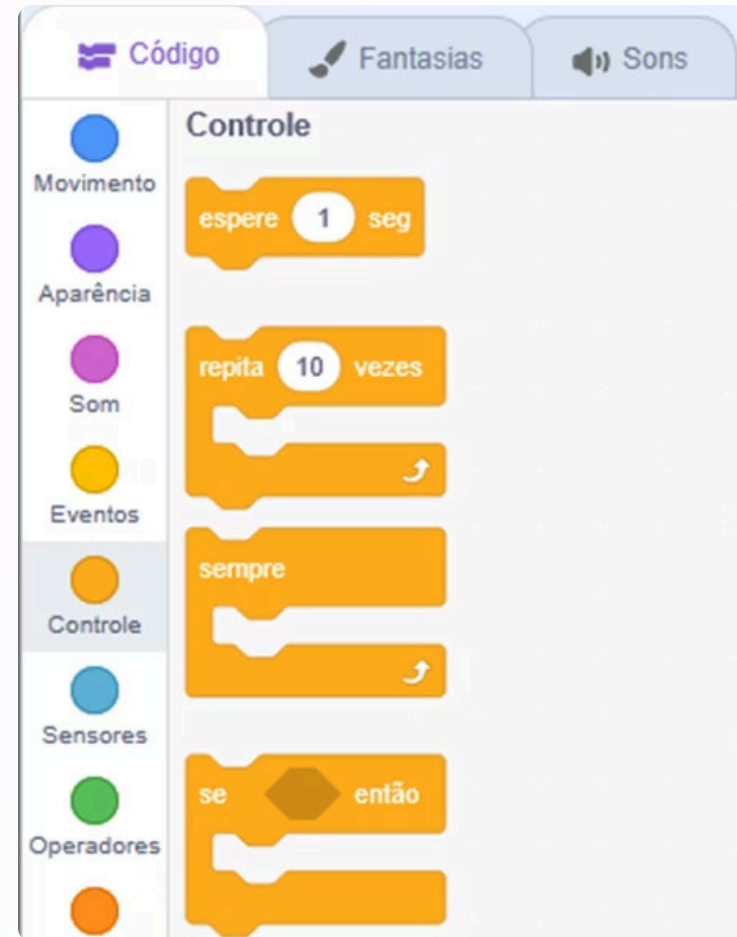 Código
Fantasias
Sons
Movimento
Aparência
Som
Eventos
Controle
Sensores
Operadores
Controle
espere 1 seg
repita 10 vezes
sempre
se então